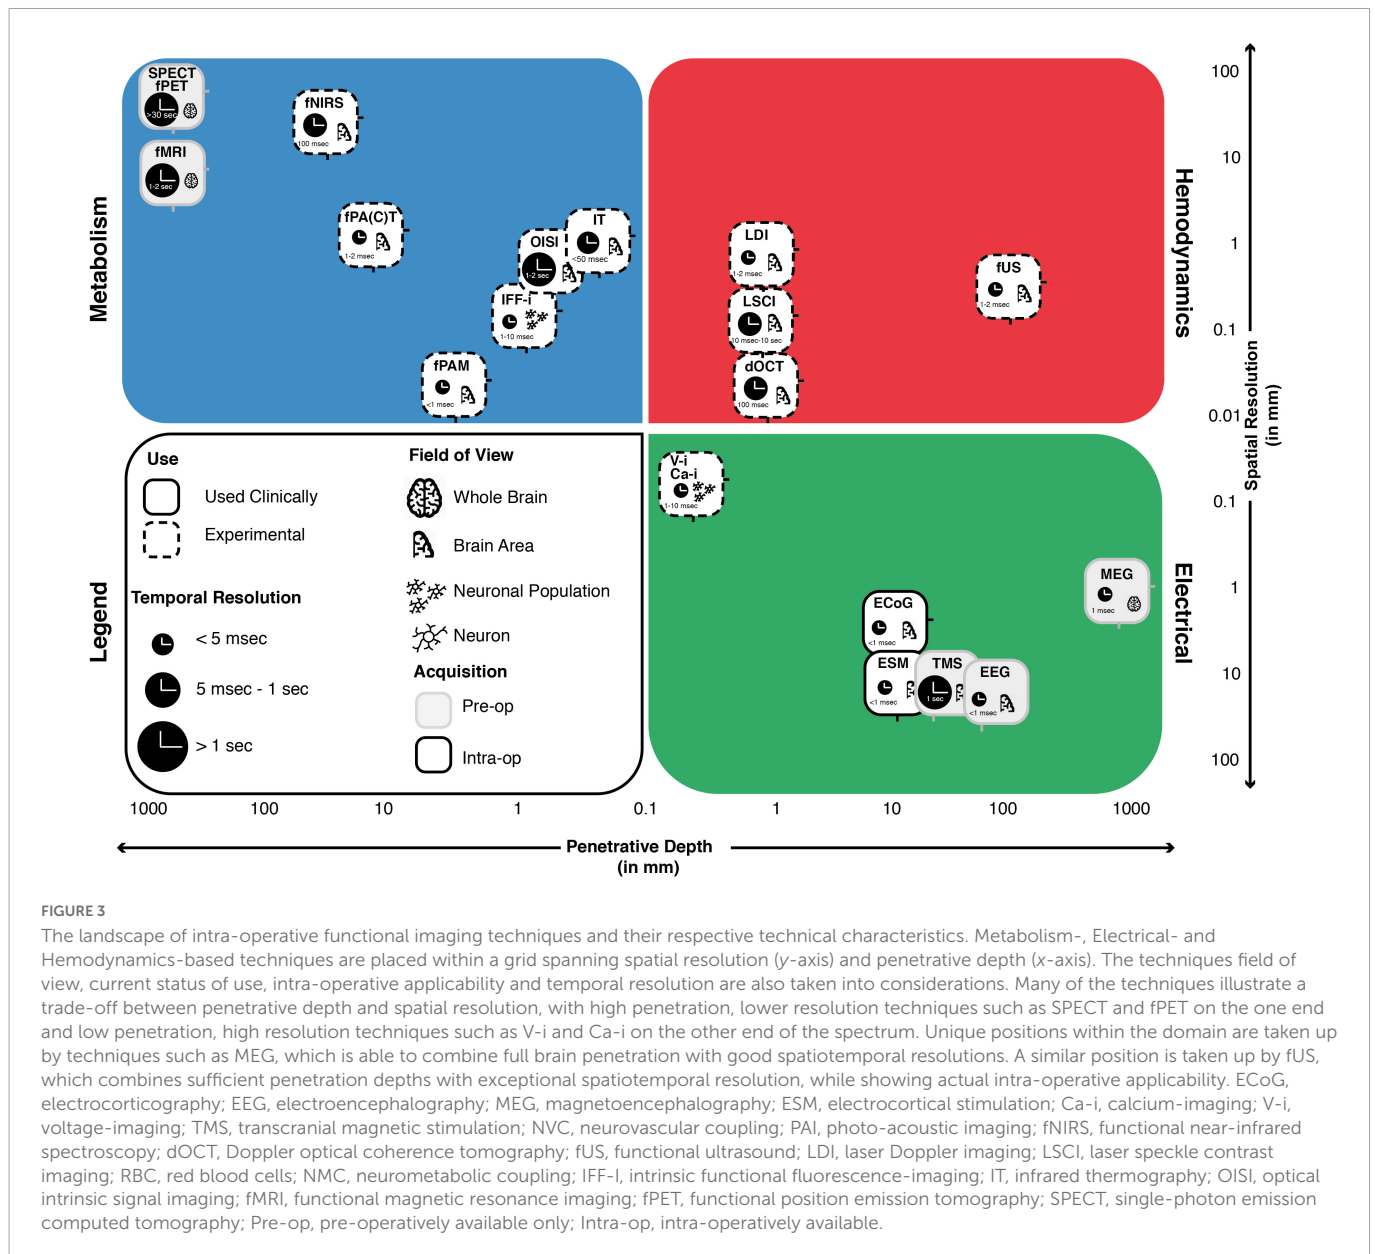 SPECT
fPET
>30 sec
fNIRS
100 msec
fMRI
1-2 sec
fPA(C)T
1-2 msec
OISI
1-2 sec
IT
<50 msec
IFF-i
1-10 msec
fPAM
<1 msec
Metabolism
LDI
1-2 msec
LSCI
10 msec-10 sec
dOCT
100 msec
fUS
1-2 msec
Hemodynamics
100
10
1
0.1
0.01
Spatial Resolution
(in mm)
0.1
1
10
100
Legend
Use
Used Clinically
Experimental
Temporal Resolution
< 5 msec
5 msec - 1 sec
> 1 sec
Field of View
Whole Brain
Brain Area
Neuronal Population
Neuron
Acquisition
Pre-op
Intra-op
V-i
Ca-i
1-10 msec
MEG
1 msec
ECoG
<1 msec
ESM
<1 msec
TMS
1 sec
EEG
<1 msec
Electrical
1000 100 10 1 0.1 1 10 100 1000
Penetrative Depth
(in mm)
FIGURE 3
The landscape of intra-operative functional imaging techniques and their respective technical characteristics. Metabolism-, Electrical- and
Hemodynamics-based techniques are placed within a grid spanning spatial resolution (y-axis) and penetrative depth (x-axis). The techniques field of
view, current status of use, intra-operative applicability and temporal resolution are also taken into considerations. Many of the techniques illustrate a
trade-off between penetrative depth and spatial resolution, with high penetration, lower resolution techniques such as SPECT and fPET on the one end
and low penetration, high resolution techniques such as V-i and Ca-i on the other end of the spectrum. Unique positions within the domain are taken up
by techniques such as MEG, which is able to combine full brain penetration with good spatiotemporal resolutions. A similar position is taken up by fUS,
which combines sufficient penetration depths with exceptional spatiotemporal resolution, while showing actual intra-operative applicability. ECoG,
electrocorticography; EEG, electroencephalography; MEG, magnetoencephalography; ESM, electrocortical stimulation; Ca-i, calcium-imaging; V-i,
voltage-imaging; TMS, transcranial magnetic stimulation; NVC, neurovascular coupling; PAI, photo-acoustic imaging; fNIRS, functional near-infrared
spectroscopy; dOCT, Doppler optical coherence tomography; fUS, functional ultrasound; LDI, laser Doppler imaging; LSCI, laser speckle contrast
imaging; RBC, red blood cells; NMC, neurometabolic coupling; IFF-I, intrinsic functional fluorescence-imaging; IT, infrared thermography; OISI, optical
intrinsic signal imaging; fMRI, functional magnetic resonance imaging; fPET, functional position emission tomography; SPECT, single-photon emission
computed tomography; Pre-op, pre-operatively available only; Intra-op, intra-operatively available.